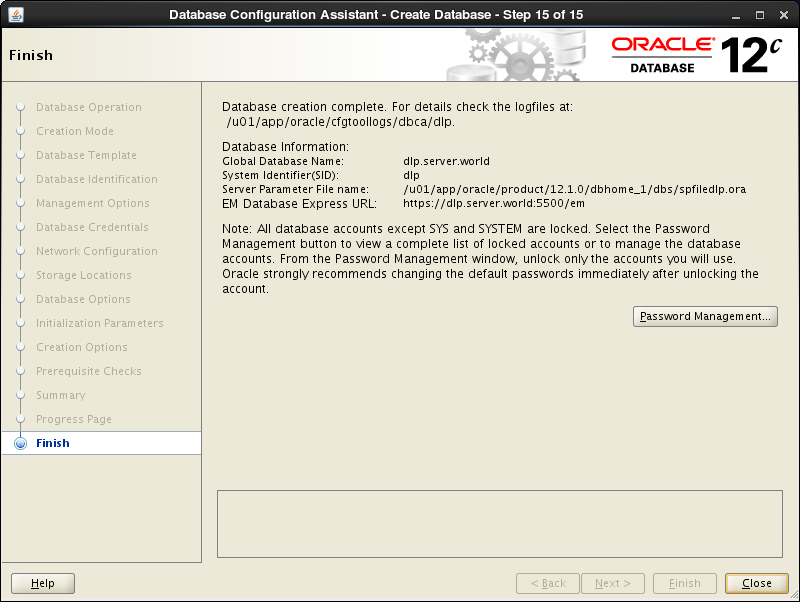 Database Configuration Assistant - Create Database - Step 15 of 15
Finish
ORACLE
DATABASE
12c
Database Operation
Creation Mode
Database Template
Database Identification
Management Options
Database Credentials
Network Configuration
Storage Locations
Database Options
Initialization Parameters
Creation Options
Prerequisite Checks
Summary
Progress Page
Finish
Database creation complete. For details check the logfiles at:
/u01/app/oracle/cfgtoollogs/dbca/dlp.
Database Information:
Global Database Name: dlp.server.world
System Identifier(SID): dlp
Server Parameter File name: /u01/app/oracle/product/12.1.0/dbhome_1/dbs/spfiledlp.ora
EM Database Express URL: https://dlp.server.world:5500/em
Note: All database accounts except SYS and SYSTEM are locked. Select the Password
Management button to view a complete list of locked accounts or to manage the database
accounts. From the Password Management window, unlock only the accounts you will use.
Oracle strongly recommends changing the default passwords immediately after unlocking the
account.
Password Management...
Help
< Back
Next >
Finish
Close